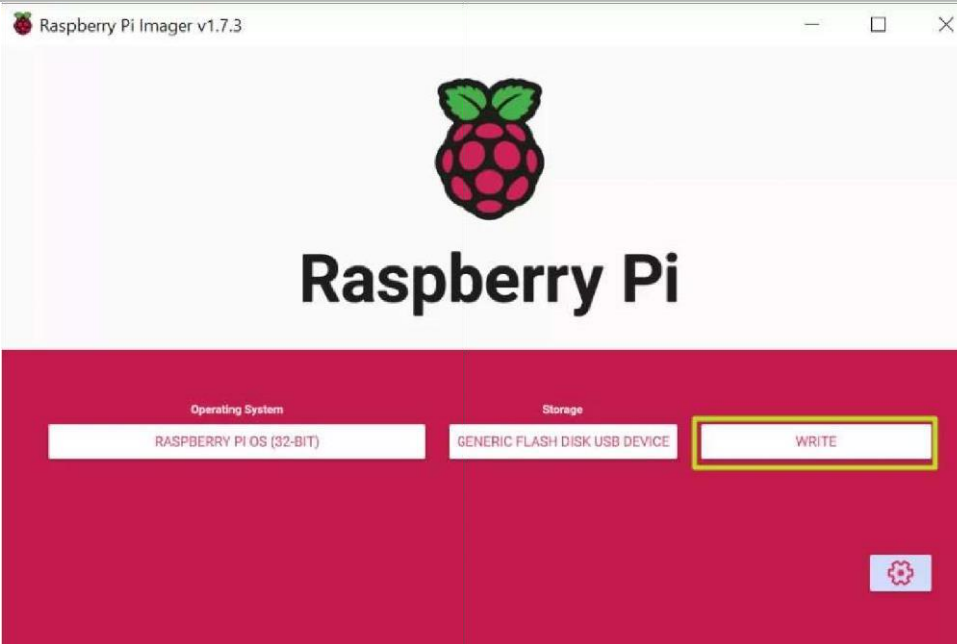 Raspberry Pi Imager v1.7.3
Raspberry Pi
Operating System
Storage
RASPBERRY PI OS (32-BIT)
GENERIC FLASH DISK USB DEVICE
WRITE